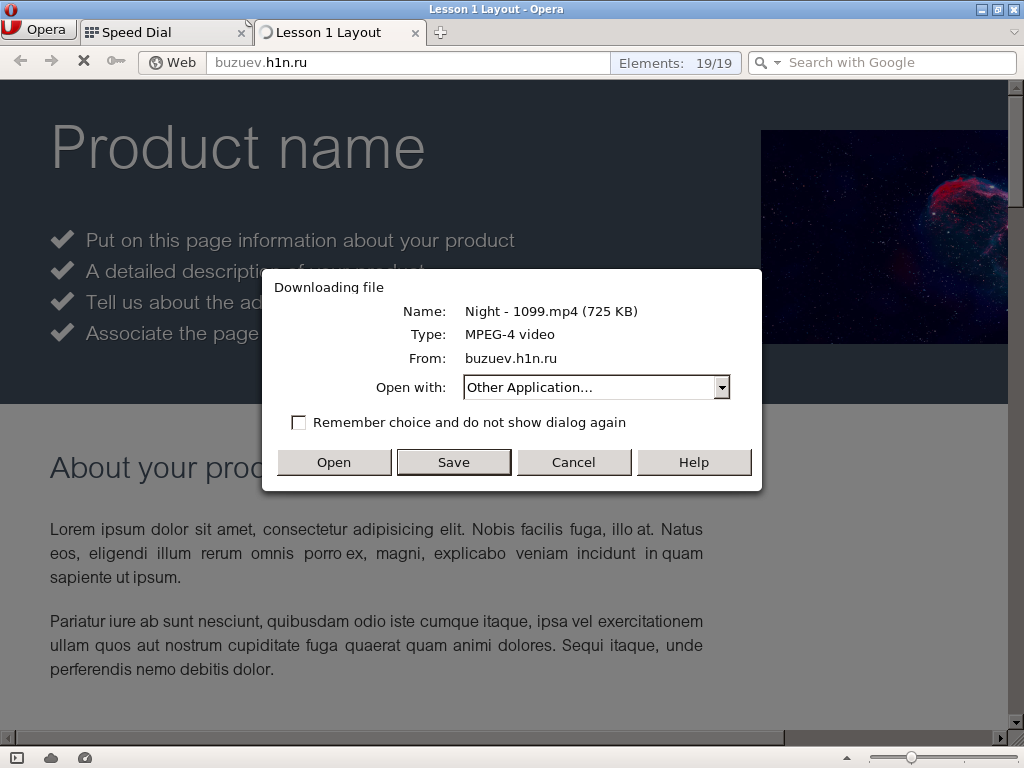 Lesson 1 Layout - Opera
Opera
Speed Dial
Lesson 1 Layout
Web
buzuev.h1n.ru
Elements: 19/19
Search with Google
Product name
Put on this page information about your product
A detailed description of your product
Tell us about the ad
Associate the page
Downloading file
Name: Night - 1099.mp4 (725 KB)
Type: MPEG-4 video
From: buzuev.h1n.ru
Open with: Other Application...
Remember choice and do not show dialog again
Open Save Cancel Help
About your prod
Lorem ipsum dolor sit amet, consectetur adipisicing elit. Nobis facilis fuga, illo at. Natus
eos, eligendi illum rerum omnis porro ex, magni, explicabo veniam incidunt in quam
sapiente ut ipsum.
Pariatur iure ab sunt nesciunt, quibusdam odio iste cumque itaque, ipsa vel exercitationem
ullam quos aut nostrum cupiditate fuga quaerat quam animi dolores. Sequi itaque, unde
perferendis nemo debitis dolor.